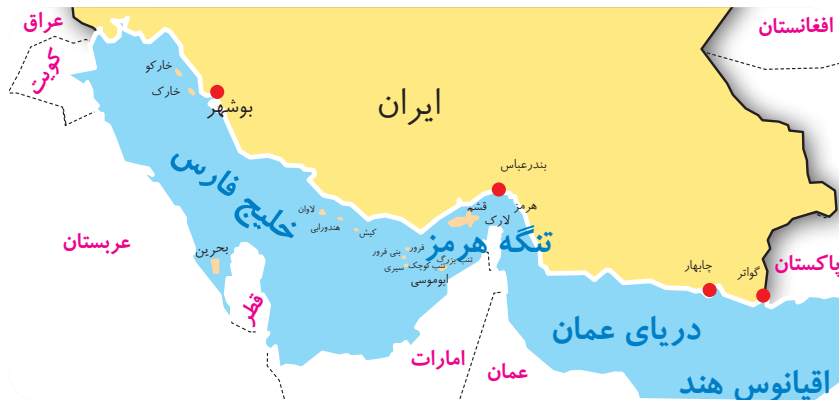 عراق
افغانستان
کویت
خارکو
خارک
بوشهر
ایران
خلیج فارس
بندرعباس
هرمز
قشم
لارک
لاوان
هندورابی
کیش
تنگه هرمز
عربستان
بحرین
فرور
بنی فرور
تنب بزرگ
تنب کوچک
سیری
ابوموسی
چابهار
گواتر
پاکستان
قطر
دریای عمان
امارات
عمان
اقیانوس هند